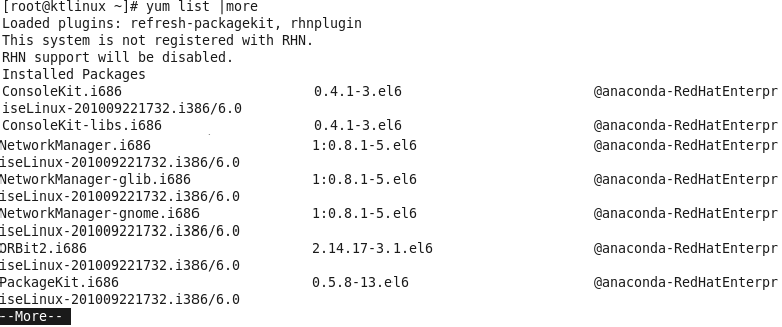 [root@ktlinux ~]# yum list |more
Loaded plugins: refresh-packagekit, rhnplugin
This system is not registered with RHN.
RHN support will be disabled.
Installed Packages
ConsoleKit.i686 0.4.1-3.el6 @anaconda-RedHatEnterpr
iseLinux-201009221732.i386/6.0
ConsoleKit-libs.i686 0.4.1-3.el6 @anaconda-RedHatEnterpr
NetworkManager.i686 1:0.8.1-5.el6 @anaconda-RedHatEnterpr
iseLinux-201009221732.i386/6.0
NetworkManager-glib.i686 1:0.8.1-5.el6 @anaconda-RedHatEnterpr
iseLinux-201009221732.i386/6.0
NetworkManager-gnome.i686 1:0.8.1-5.el6 @anaconda-RedHatEnterpr
iseLinux-201009221732.i386/6.0
ORBit2.i686 2.14.17-3.1.el6 @anaconda-RedHatEnterpr
iseLinux-201009221732.i386/6.0
PackageKit.i686 0.5.8-13.el6 @anaconda-RedHatEnterpr
iseLinux-201009221732.i386/6.0
--More--